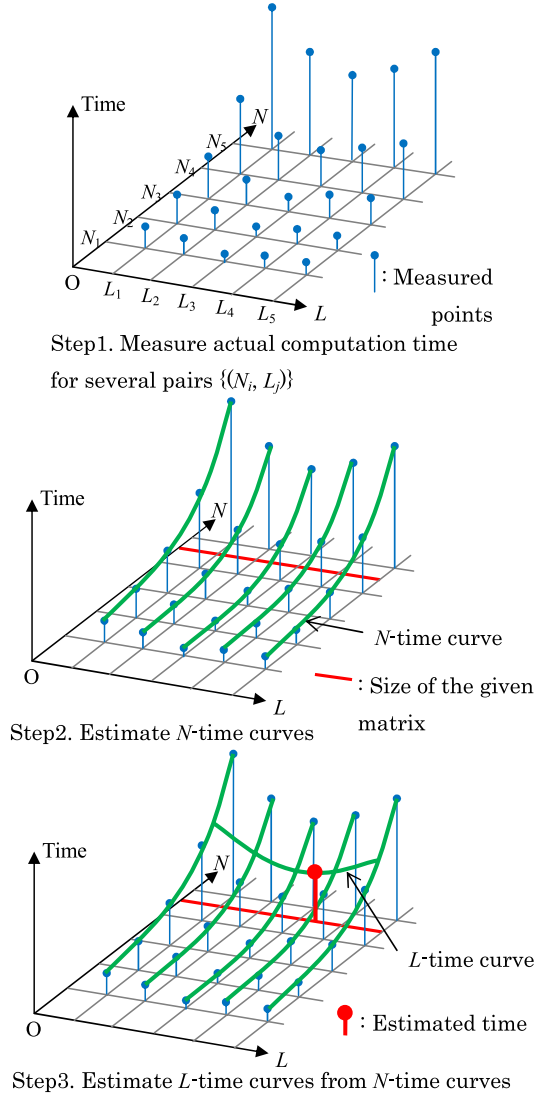 Time
N
N5
N4
N3
N2
N1
O
L1
L2
L3
L4
L5
L
: Measured
points
Step1. Measure actual computation time
for several pairs {(Ni, Lj)}
Time
N
N-time curve
O
L
: Size of the given
matrix
Step2. Estimate N-time curves
Time
N
L-time curve
O
L
: Estimated time
Step3. Estimate L-time curves from N-time curves